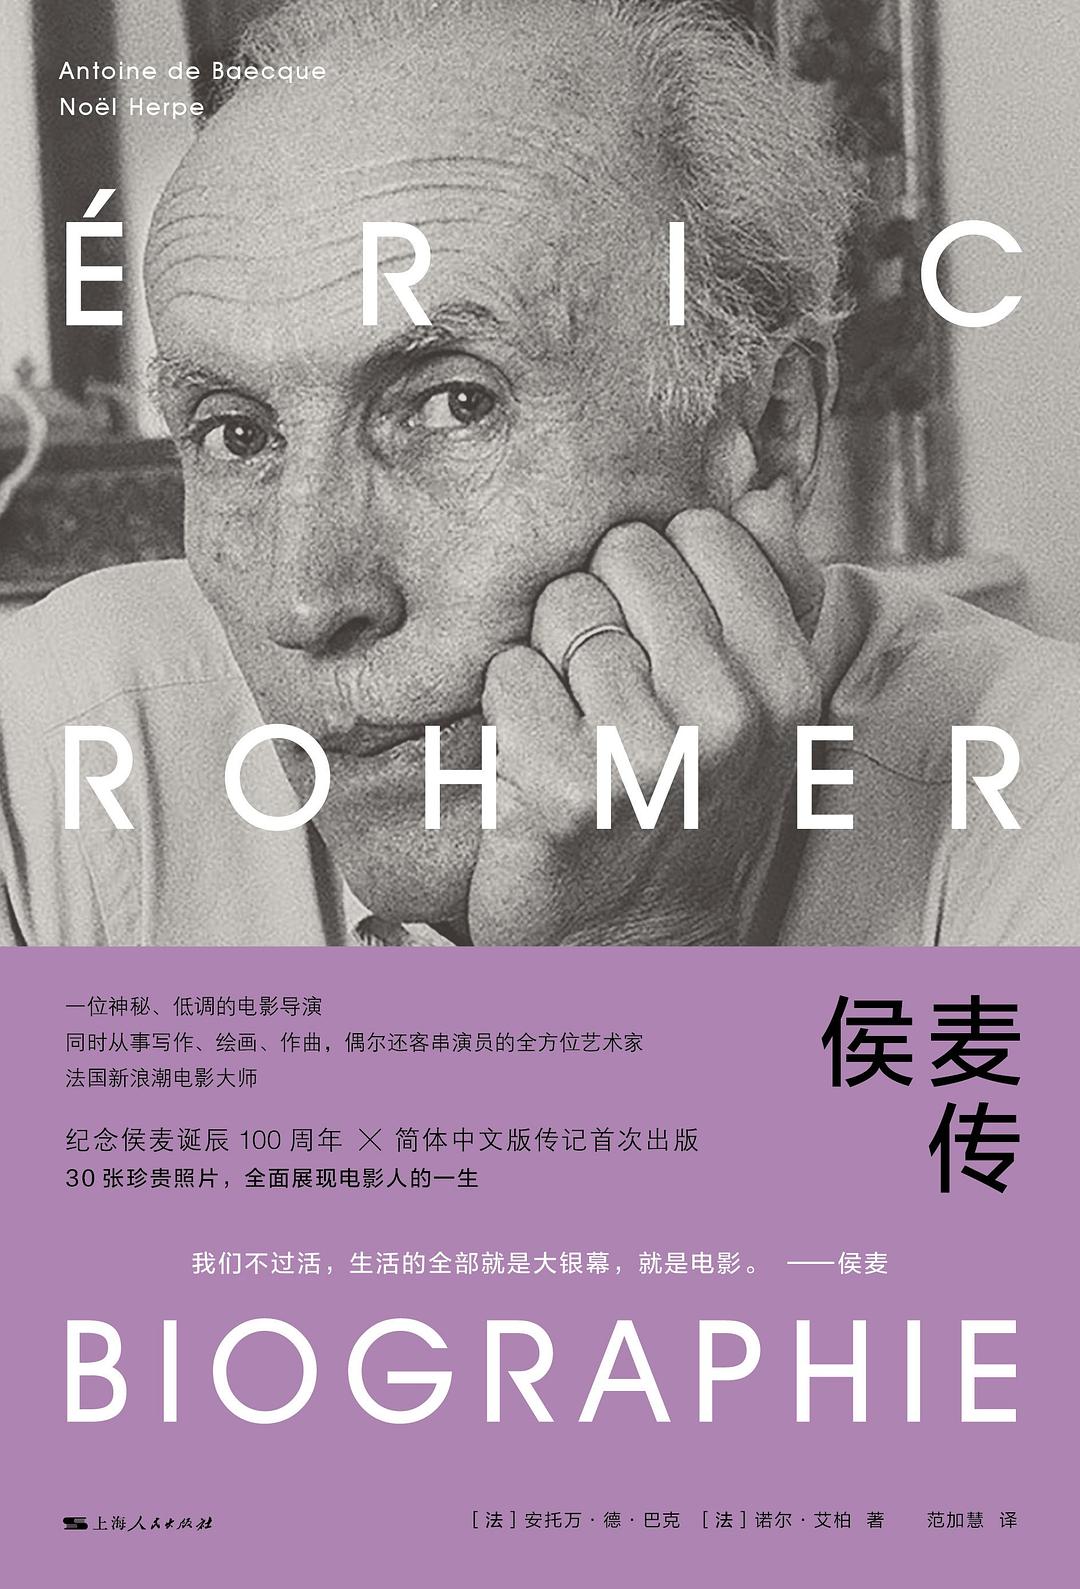 Antoine de Baecque
Noël Herpe
ÉRIC
ROHMER
一位神秘、低调的电影导演
同时从事写作、绘画、作曲，偶尔还客串演员的全方位艺术家
法国新浪潮电影大师
侯麦
传
纪念侯麦诞辰 100 周年 × 简体中文版传记首次出版
30 张珍贵照片，全面展现电影人的一生
我们不过活，生活的全部就是大银幕，就是电影。 ——侯麦
BIOGRAPHIE
上海人民出版社
[法] 安托万·德·巴克 [法] 诺尔·艾柏 著 范加慧 译